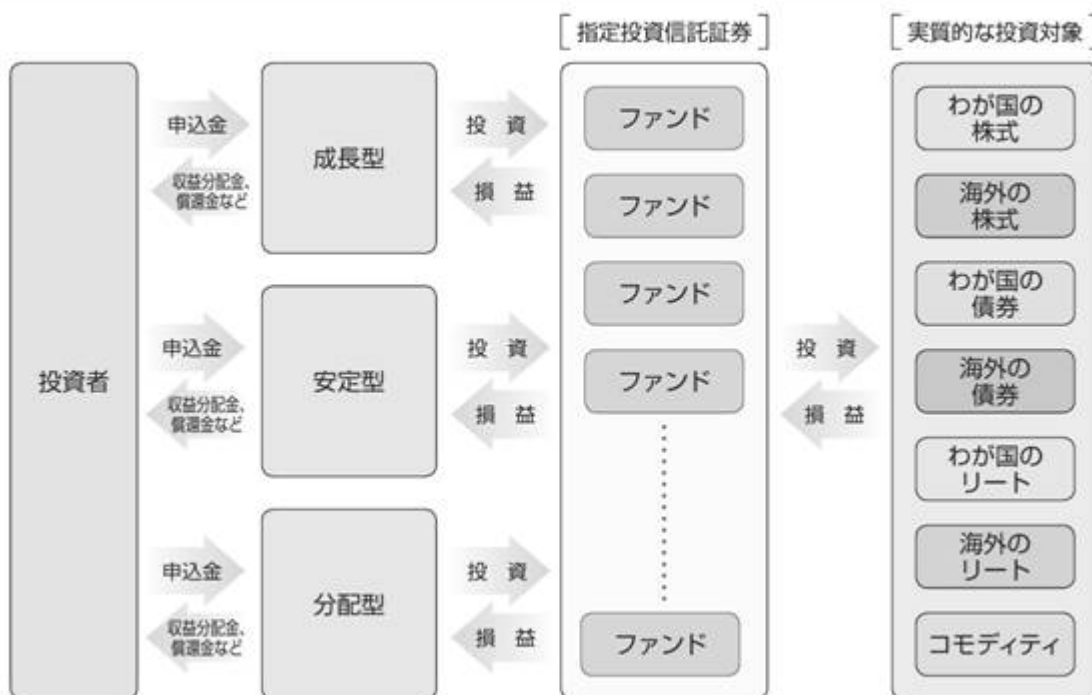 [指定投資信託証券]
[実質的な投資対象]
投資者
申込金
収益分配金、
償還金など
成長型
投 資
損 益
申込金
収益分配金、
償還金など
安定型
投 資
損 益
申込金
収益分配金、
償還金など
分配型
投 資
損 益
ファンド
ファンド
ファンド
ファンド
ファンド
投 資
損 益
わが国の
株式
海外の
株式
わが国の
債券
海外の
債券
わが国の
リート
海外の
リート
コモディティ